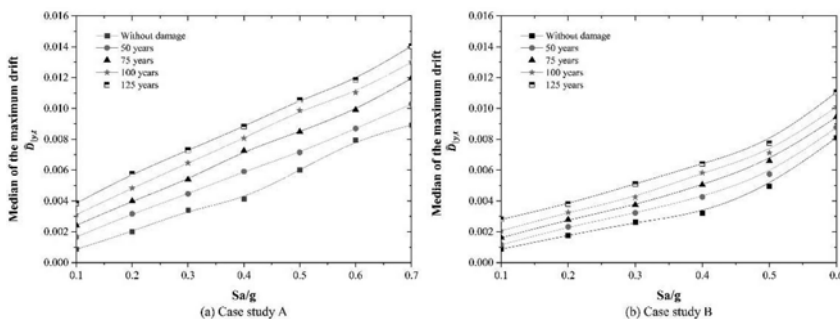 0.016
0.014
0.012
0.010
0.008
0.006
0.004
0.002
0.000
Median of the maximum drift
Without damage
50 years
75 years
100 years
125 years
0.1 0.2 0.3 0.4 0.5 0.6 0.7
Sa/g
(a) Case study A
0.016
0.014
0.012
0.010
0.008
0.006
0.004
0.002
0.000
Median of the maximum drift
Without damage
50 years
75 years
100 years
125 years
0.1 0.2 0.3 0.4 0.5 0.6
Sa/g
(b) Case study B